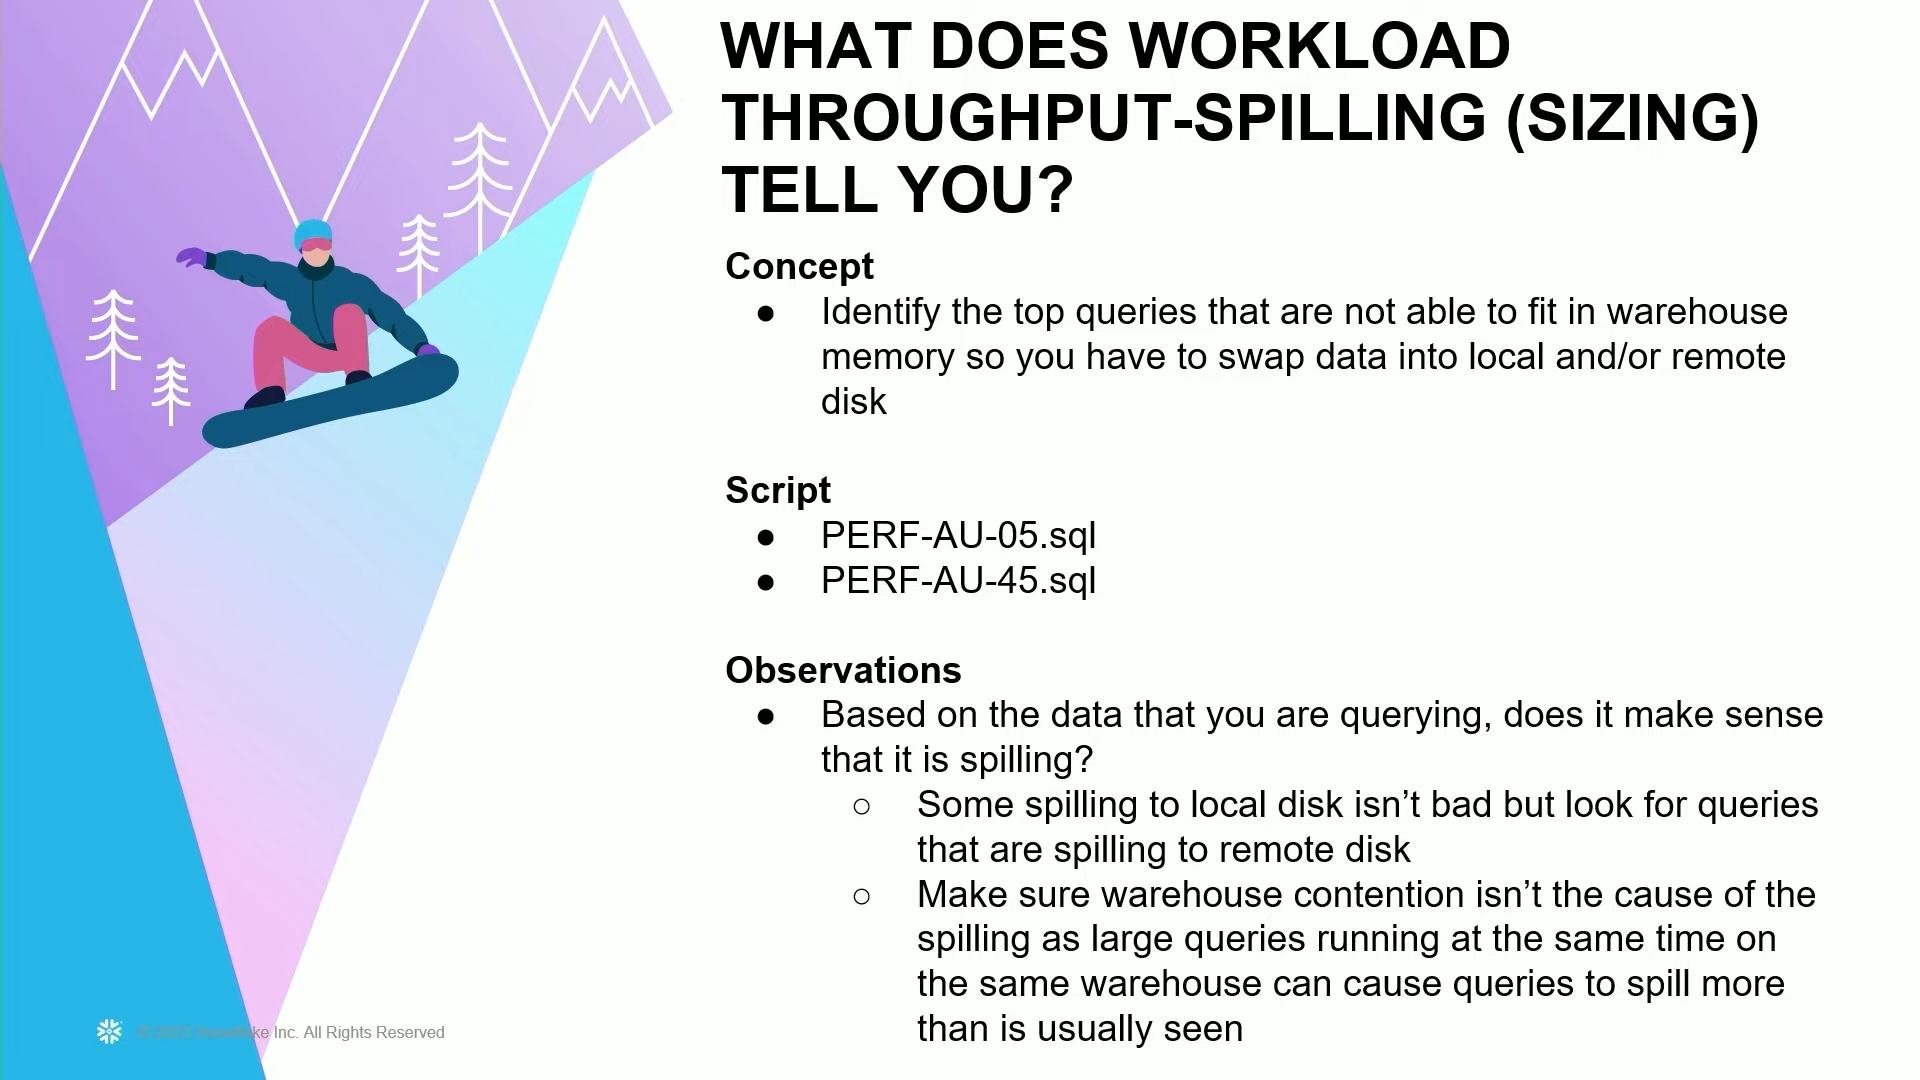 WHAT DOES WORKLOAD
THROUGHPUT-SPILLING (SIZING)
TELL YOU?
Concept
● Identify the top queries that are not able to fit in warehouse
memory so you have to swap data into local and/or remote
disk
Script
● PERF-AU-05.sql
● PERF-AU-45.sql
Observations
● Based on the data that you are querying, does it make sense
that it is spilling?
○ Some spilling to local disk isn’t bad but look for queries
that are spilling to remote disk
○ Make sure warehouse contention isn’t the cause of the
spilling as large queries running at the same time on
the same warehouse can cause queries to spill more
than is usually seen
© Snowflake Inc. All Rights Reserved